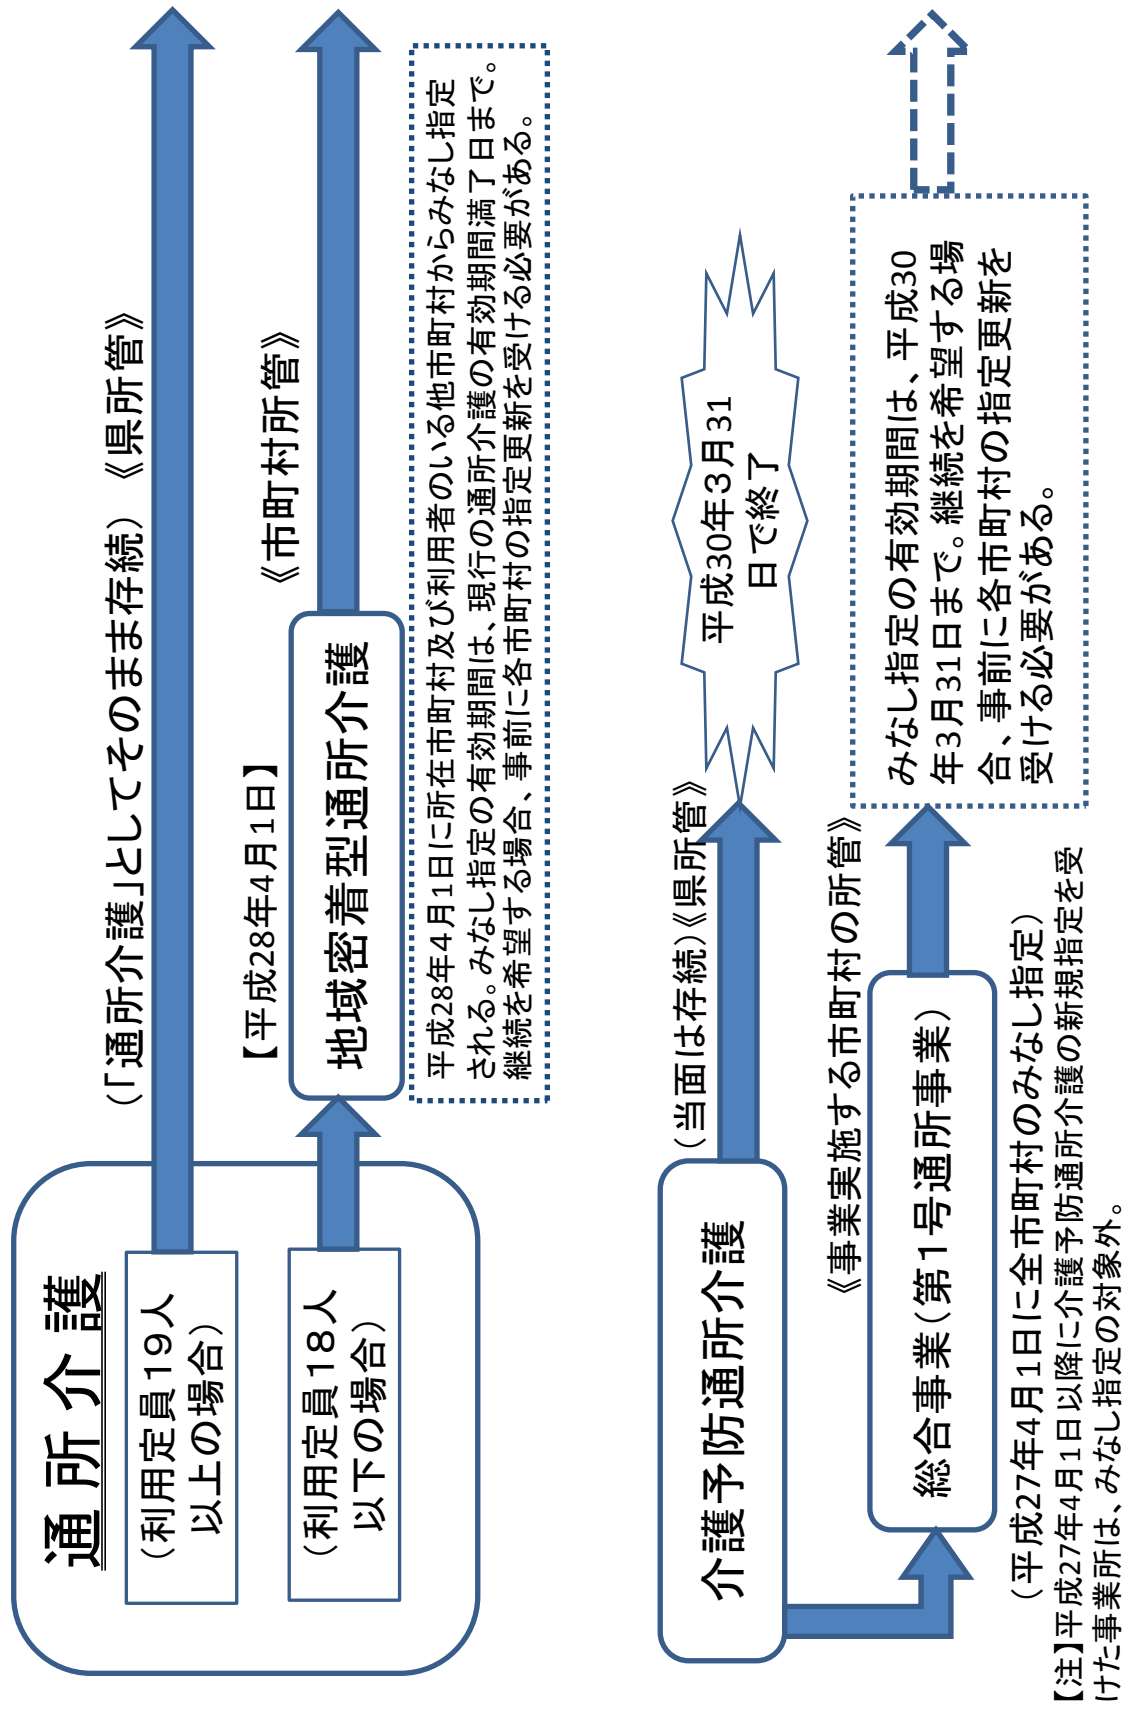 通所介護
（利用定員１９人
以上の場合）
（「通所介護」としてそのまま存続）　《県所管》
（利用定員１８人
以下の場合）
【平成28年4月1日】
地域密着型通所介護
《市町村所管》
平成28年4月1日に所在市町村及び利用者のいる他市町村からみなし指定
される。みなし指定の有効期間は、現行の通所介護の有効期間満了日まで。
継続を希望する場合、事前に各市町村の指定更新を受ける必要がある。
介護予防通所介護
（当面は存続）《県所管》
平成30年3月31
日で終了
《事業実施する市町村の所管》
総合事業（第１号通所事業）
（平成27年4月1日に全市町村のみなし指定）
【注】平成27年4月1日以降に介護予防通所介護の新規指定を受
けた事業所は、みなし指定の対象外。
みなし指定の有効期間は、平成30
年3月31日まで。継続を希望する場
合、事前に各市町村の指定更新を
受ける必要がある。